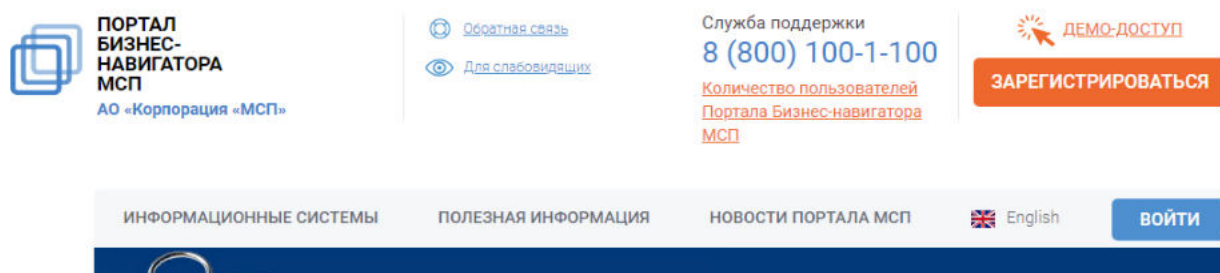 ПОРТАЛ
БИЗНЕС-
НАВИГАТОРА
МСП
АО «Корпорация «МСП»
Обратная связь
Для слабовидящих
Служба поддержки
8 (800) 100-1-100
Количество пользователей
Портала Бизнес-навигатора
МСП
ДЕМО-ДОСТУП
ЗАРЕГИСТРИРОВАТЬСЯ
ИНФОРМАЦИОННЫЕ СИСТЕМЫ
ПОЛЕЗНАЯ ИНФОРМАЦИЯ
НОВОСТИ ПОРТАЛА МСП
English
ВОЙТИ